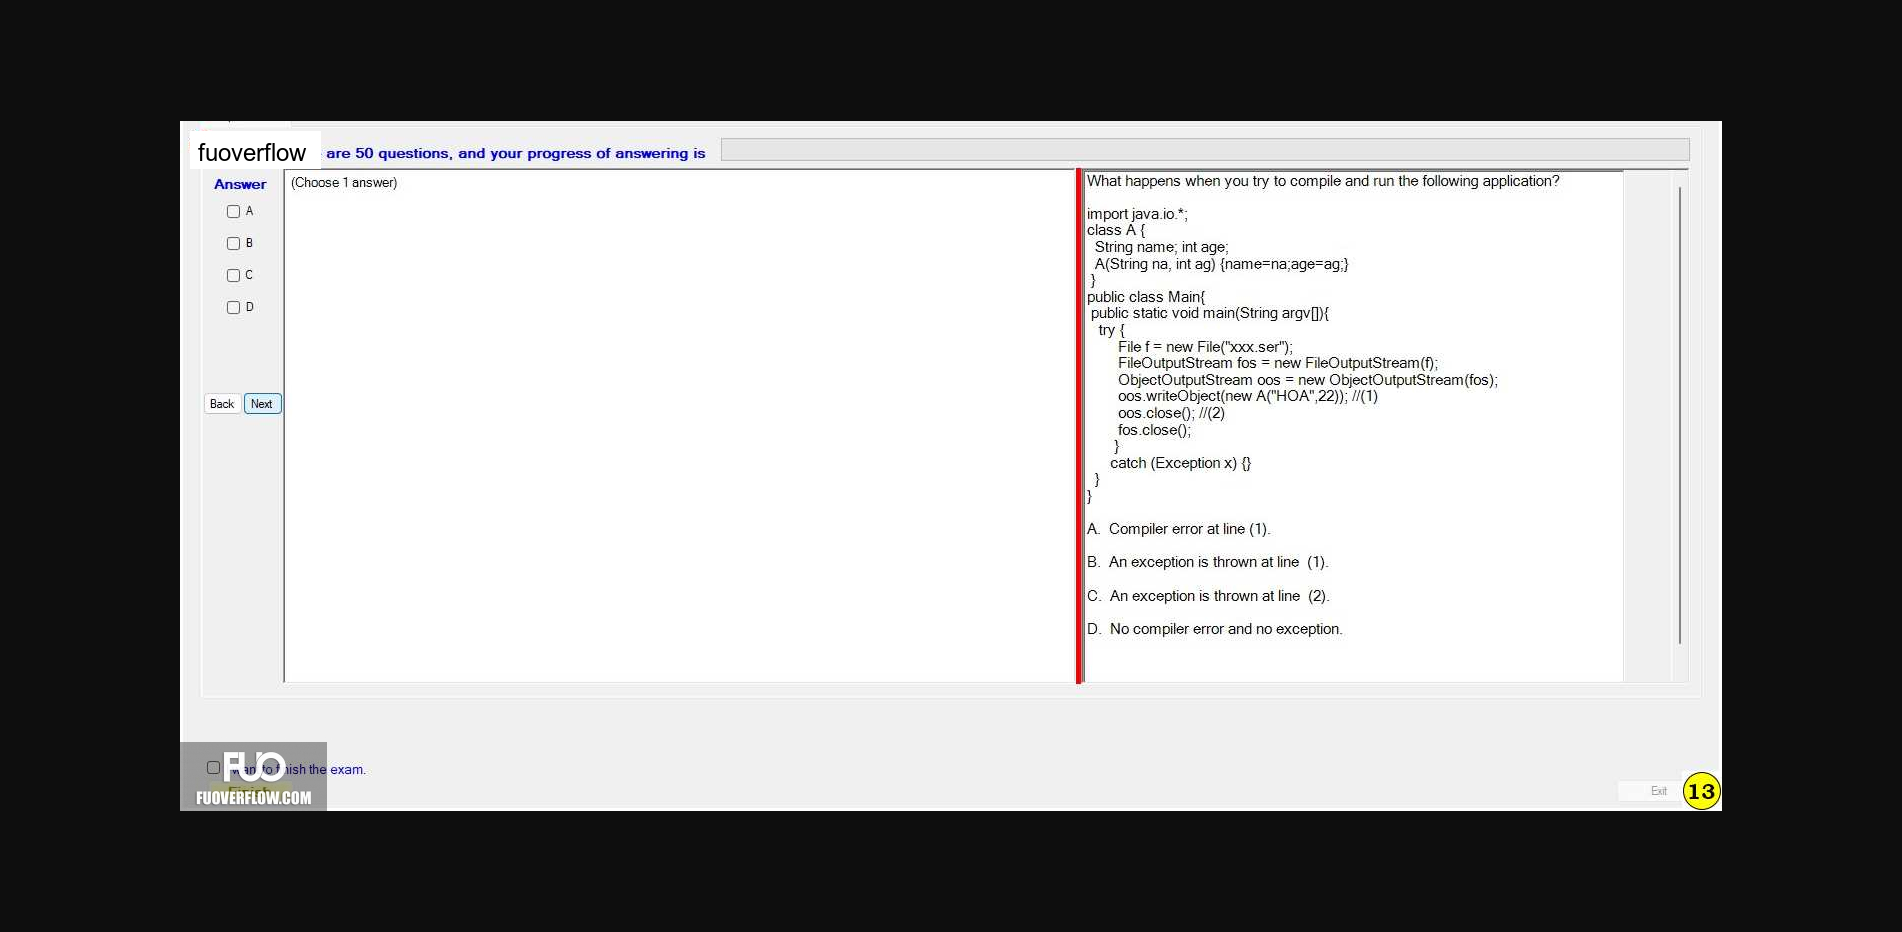 fuoverflow are 50 questions, and your progress of answering is
Answer
A
B
C
D
Back Next
(Choose 1 answer)
What happens when you try to compile and run the following application?
import java.io.*;
class A {
String name; int age;
A(String na, int ag) {name=na;age=ag;}
}
public class Main{
public static void main(String argv[]){
try {
File f = new File("xxx.ser");
FileOutputStream fos = new FileOutputStream(f);
ObjectOutputStream oos = new ObjectOutputStream(fos);
oos.writeObject(new A("HOA",22)); //(1)
oos.close(); //(2)
fos.close();
}
catch (Exception x) {}
}
}
A. Compiler error at line (1).
B. An exception is thrown at line (1).
C. An exception is thrown at line (2).
D. No compiler error and no exception.
FUO
want to finish the exam.
Finish
FUOVERFLOW.COM
Exit
13